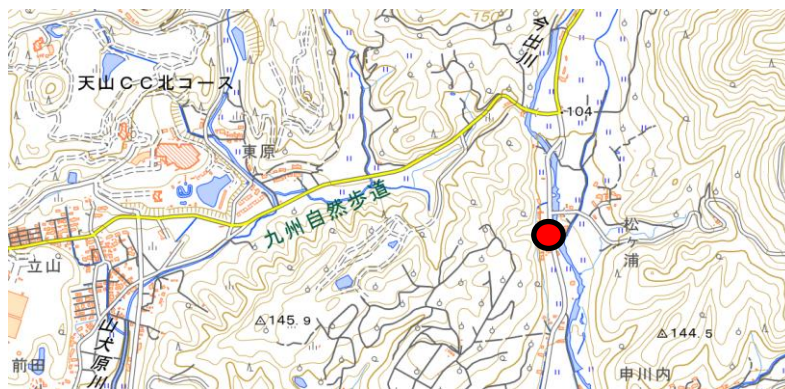 150
今出川
天山CC北コース
104
東原
九州自然歩道
松ヶ浦
立山
145.9
144.5
山犬原川
前田
申川内